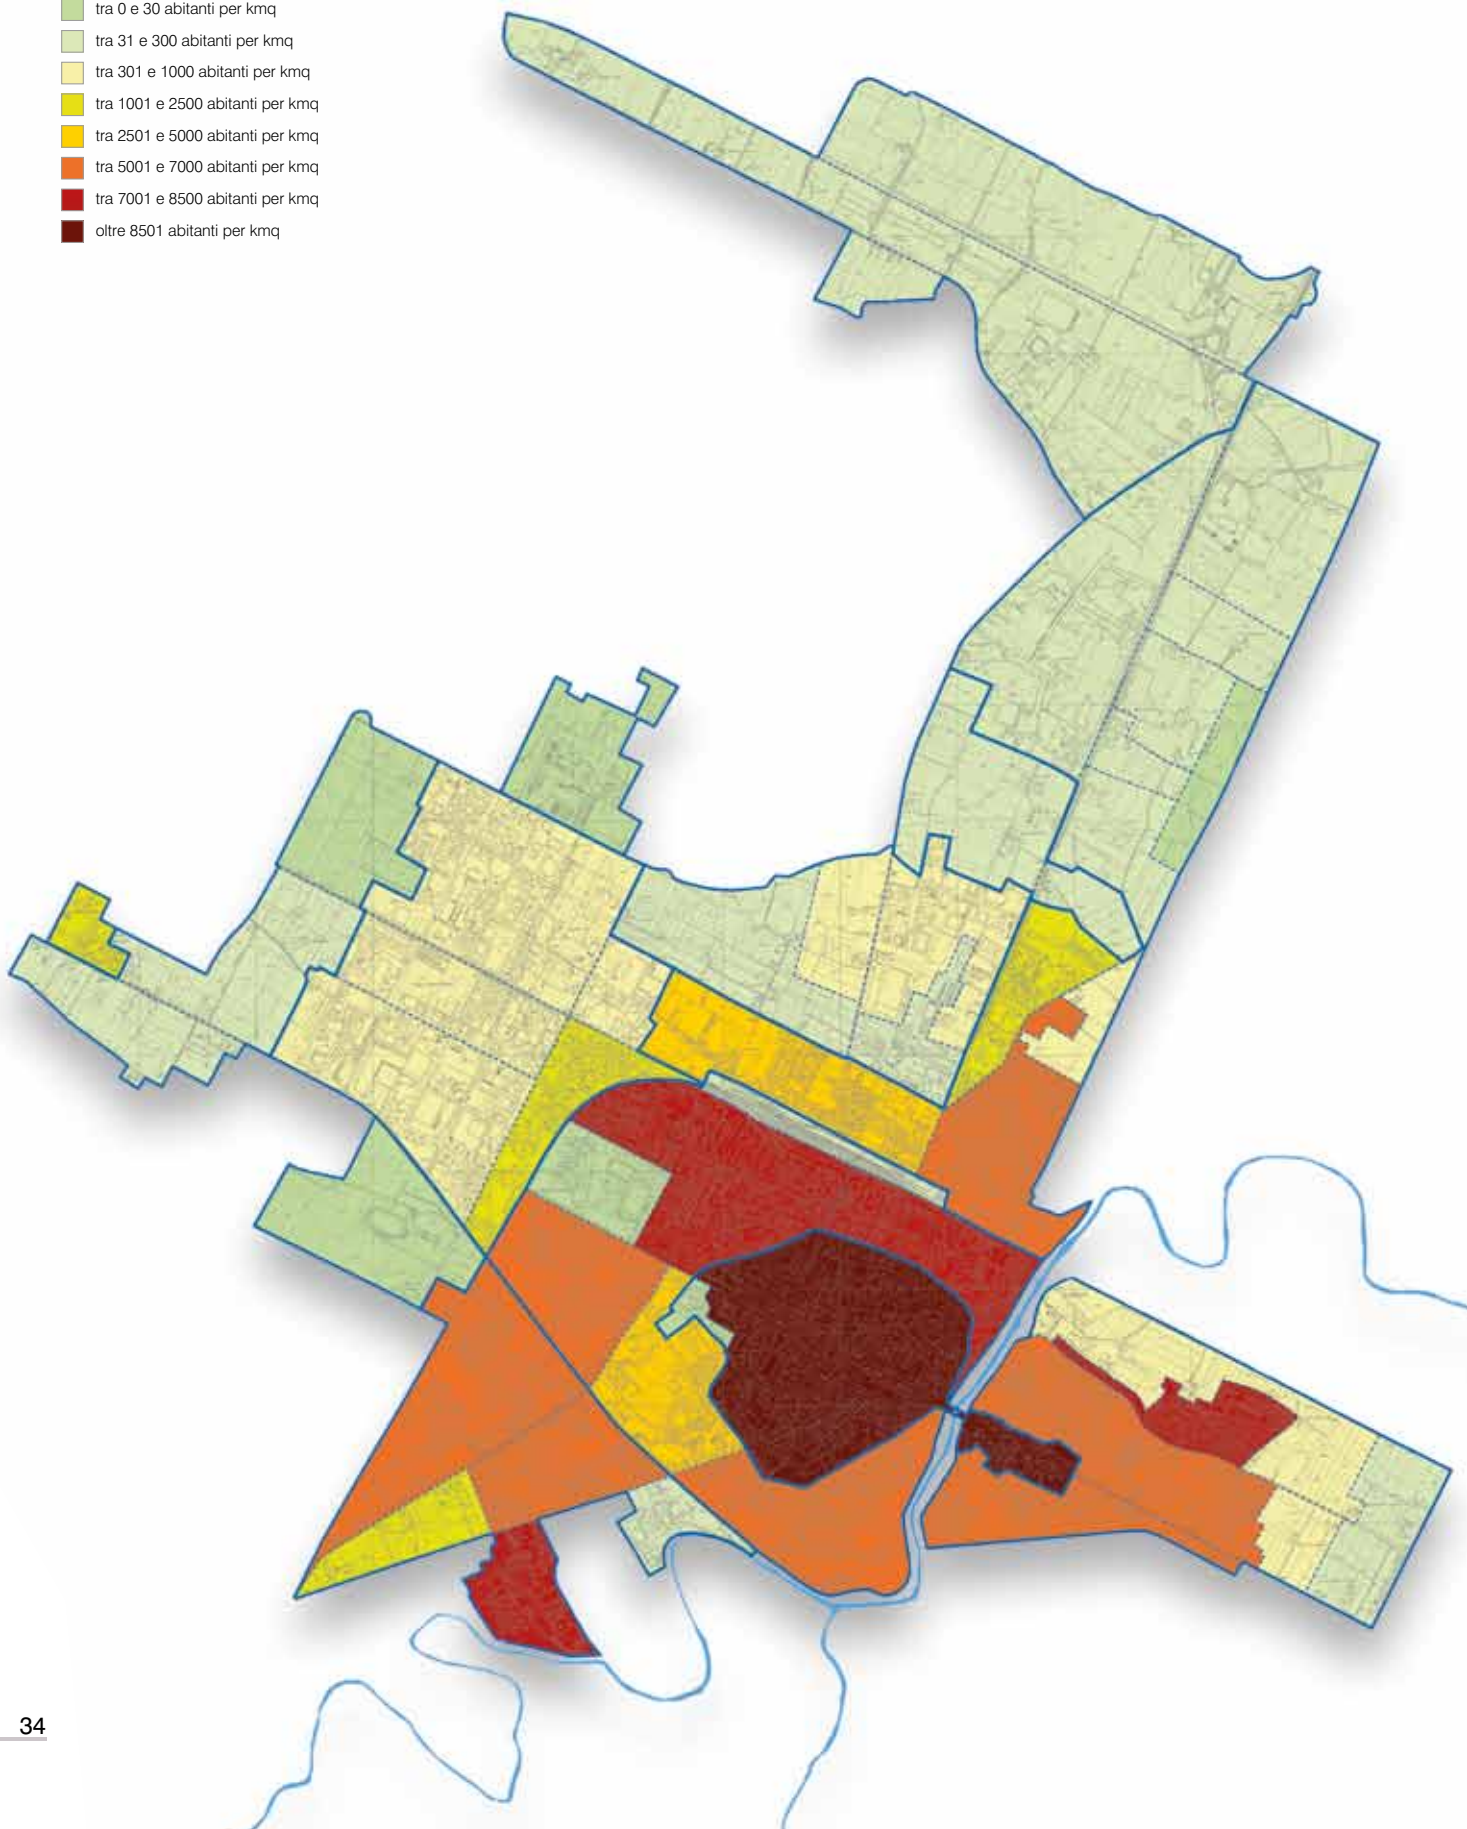 tra 0 e 30 abitanti per kmq
tra 31 e 300 abitanti per kmq
tra 301 e 1000 abitanti per kmq
tra 1001 e 2500 abitanti per kmq
tra 2501 e 5000 abitanti per kmq
tra 5001 e 7000 abitanti per kmq
tra 7001 e 8500 abitanti per kmq
oltre 8501 abitanti per kmq
34